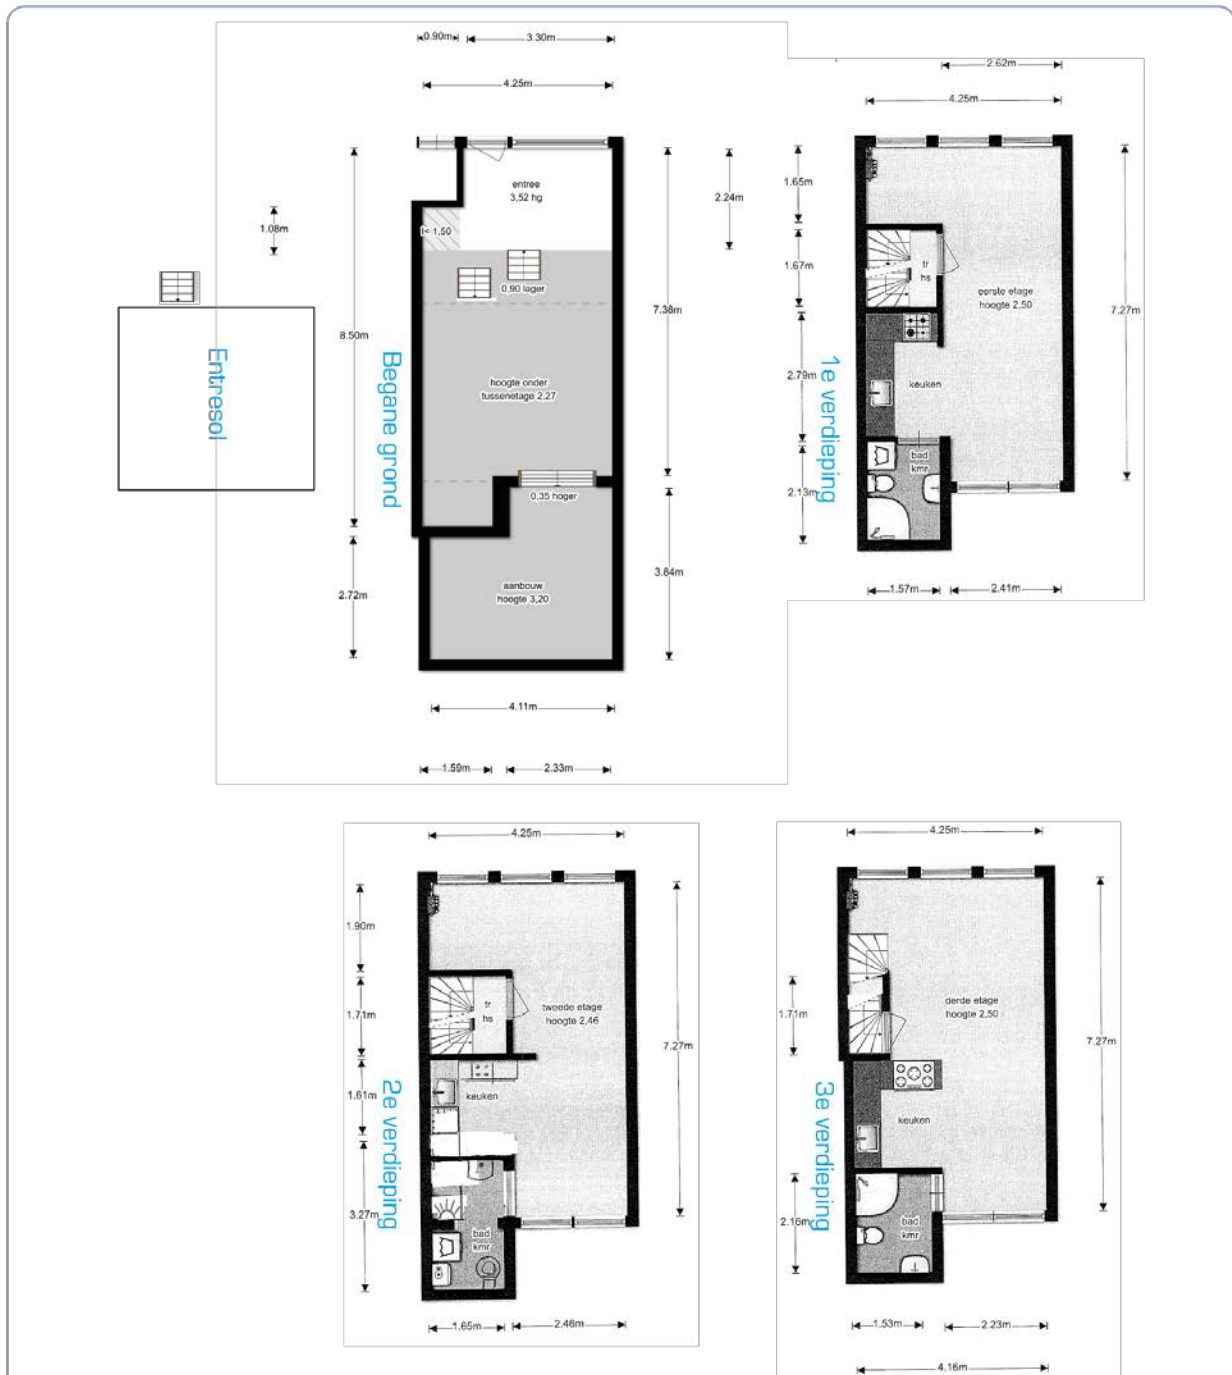 0.90m
3.30m
4.25m
entree
3,52 hg
< 1,50
0,90 lager
1.08m
2.24m
8.50m
7.38m
hoogte onder
tussenetage 2,27
Entresol
Begane grond
0,35 hoger
aanbouw
hoogte 3,20
2.72m
3.84m
4.11m
1.59m
2.33m
2.62m
4.25m
1.65m
1.67m
tr
hs
eerste etage
hoogte 2,50
7.27m
2.79m
keuken
1e verdieping
bad
kmr
2.13m
1.57m
2.41m
4.25m
1.90m
1.71m
tr
hs
tweede etage
hoogte 2,46
7.27m
1.61m
keuken
2e verdieping
3.27m
bad
kmr
1.65m
2.46m
4.25m
derde etage
hoogte 2,50
1.71m
7.27m
keuken
3e verdieping
2.16m
bad
kmr
1.53m
2.23m
4.16m